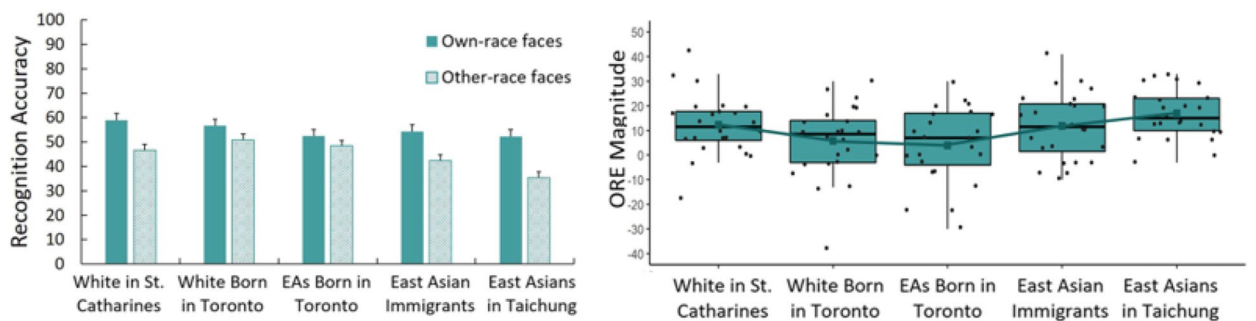 100
90
80
70
60
50
40
30
20
10
0
Recognition Accuracy
Own-race faces
Other-race faces
White in St. Catharines
White Born in Toronto
EAs Born in Toronto
East Asian Immigrants
East Asians in Taichung
50
40
30
20
10
0
-10
-20
-30
-40
ORE Magnitude
White in St. Catharines
White Born in Toronto
EAs Born in Toronto
East Asian Immigrants
East Asians in Taichung